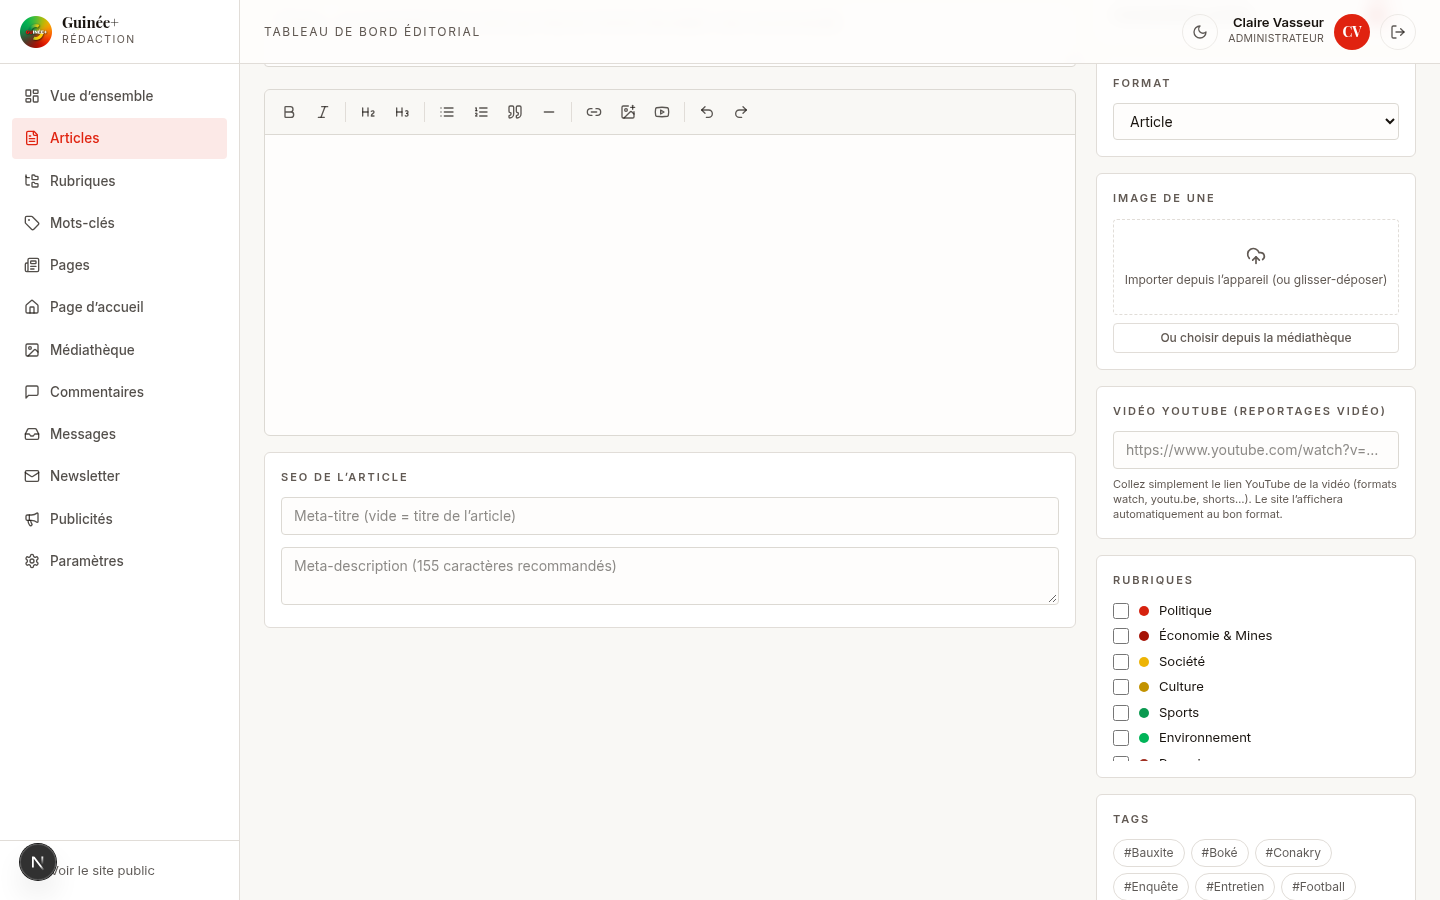 Guinée+
RÉDACTION
TABLEAU DE BORD ÉDITORIAL
Claire Vasseur
ADMINISTRATEUR
CV
Vue d’ensemble
Articles
Rubriques
Mots-clés
Pages
Page d’accueil
Médiathèque
Commentaires
Messages
Newsletter
Publicités
Paramètres
Voir le site public
N
H2
H3
SEO DE L’ARTICLE
Meta-titre (vide = titre de l’article)
Meta-description (155 caractères recommandés)
FORMAT
Article
IMAGE DE UNE
Importer depuis l’appareil (ou glisser-déposer)
Ou choisir depuis la médiathèque
VIDÉO YOUTUBE (REPORTAGES VIDÉO)
https://www.youtube.com/watch?v=...
Collez simplement le lien YouTube de la vidéo (formats
watch, youtu.be, shorts…). Le site l’affichera
automatiquement au bon format.
RUBRIQUES
Politique
Économie & Mines
Société
Culture
Sports
Environnement
TAGS
#Bauxite
#Boké
#Conakry
#Enquête
#Entretien
#Football